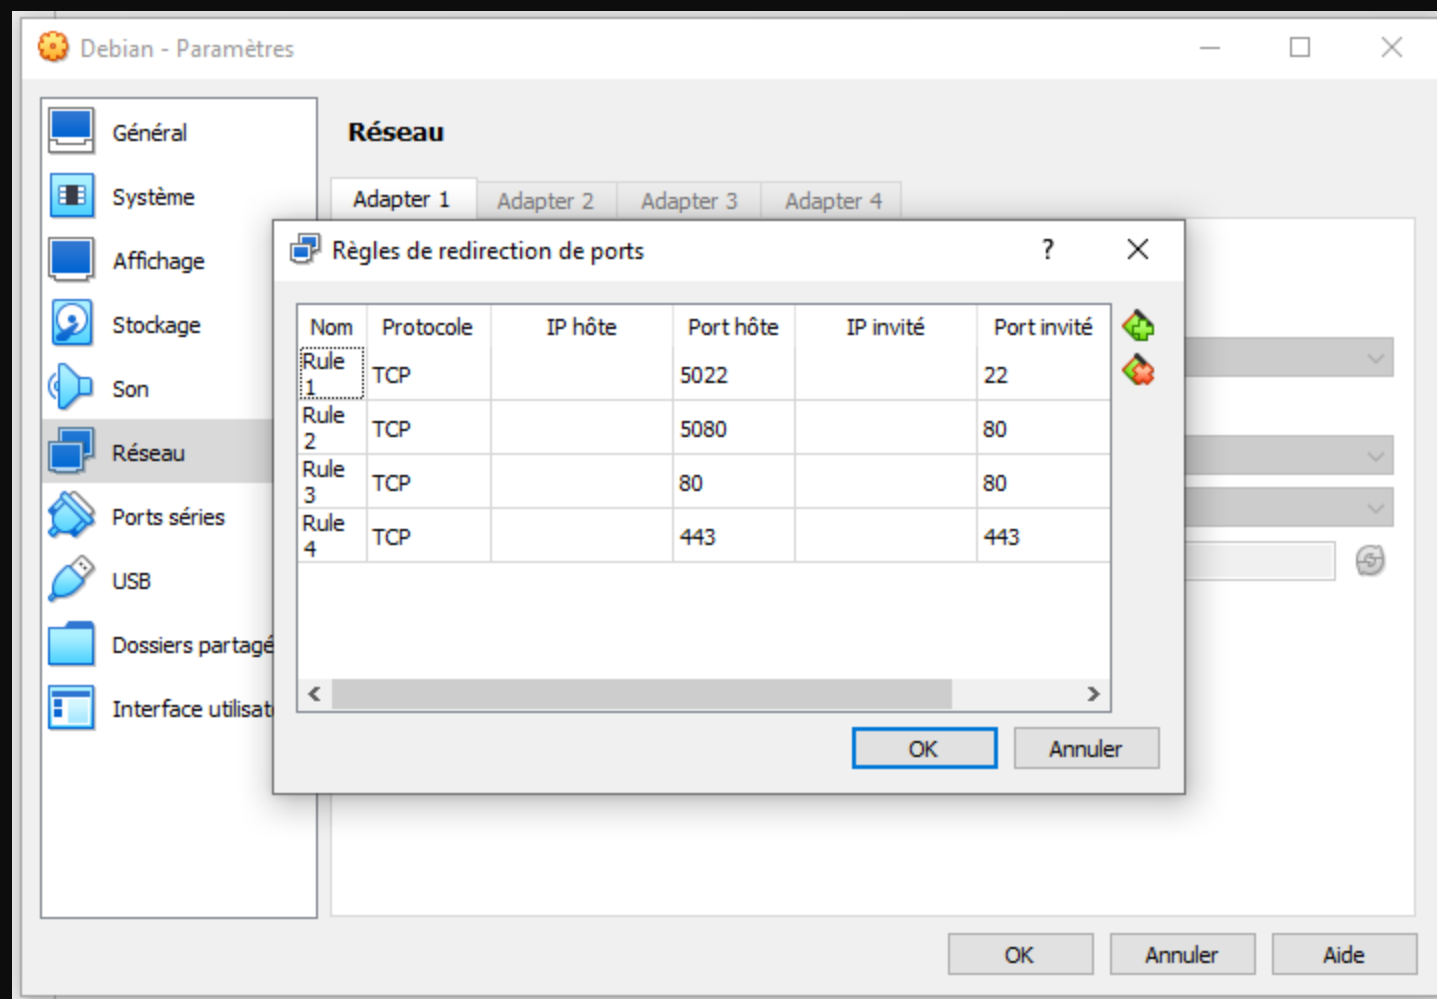 Debian - Paramètres
Général
Système
Affichage
Stockage
Son
Réseau
Ports séries
USB
Dossiers partagé
Interface utilisat
Réseau
Adapter 1 Adapter 2 Adapter 3 Adapter 4
Règles de redirection de ports ?
Nom Protocole IP hôte Port hôte IP invité Port invité
Rule 1 TCP 5022 22
Rule 2 TCP 5080 80
Rule 3 TCP 80 80
Rule 4 TCP 443 443
OK Annuler
OK Annuler Aide